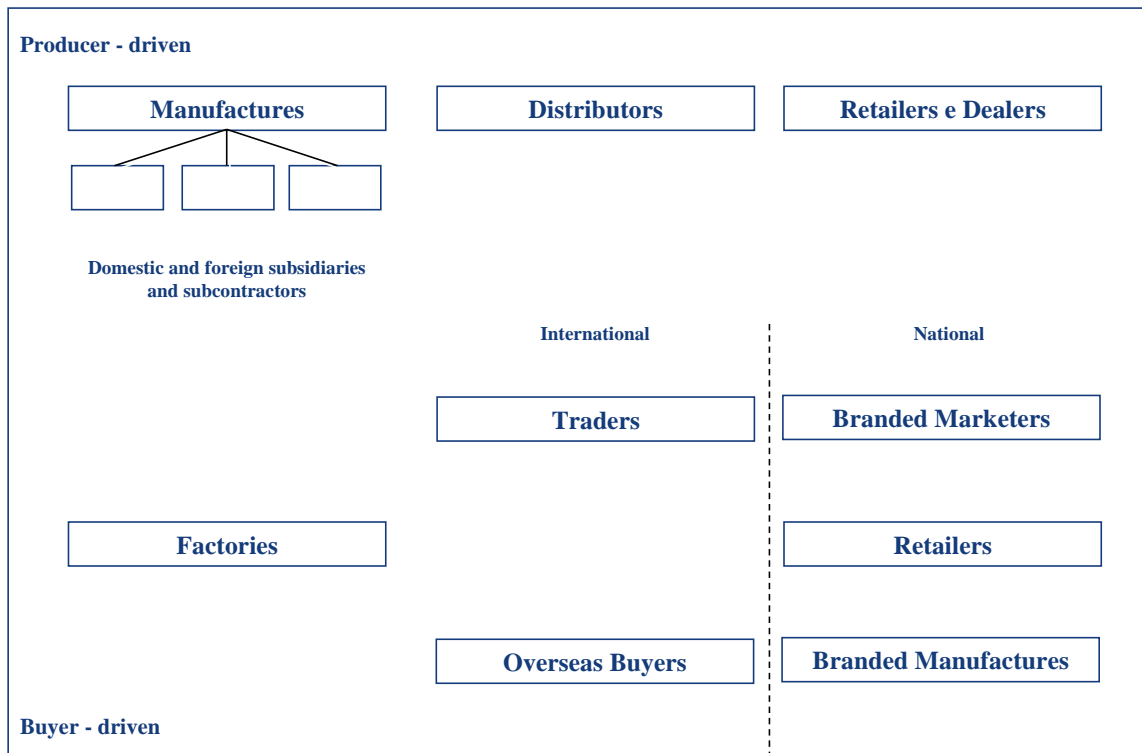 Producer - driven
Manufactures
Distributors
Retailers e Dealers
Domestic and foreign subsidiaries
and subcontractors
International
National
Traders
Branded Marketers
Factories
Retailers
Overseas Buyers
Branded Manufactures
Buyer - driven